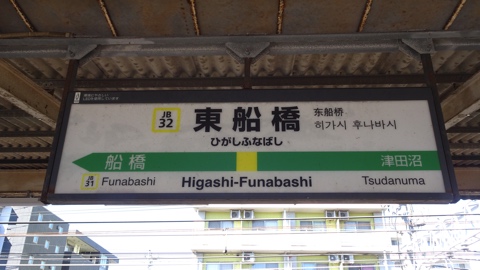 JB
32
東船橋
东船桥
히가시 후나바시
ひがしふなばし
船橋
津田沼
JB
31
Funabashi
Higashi-Funabashi
Tsudanuma